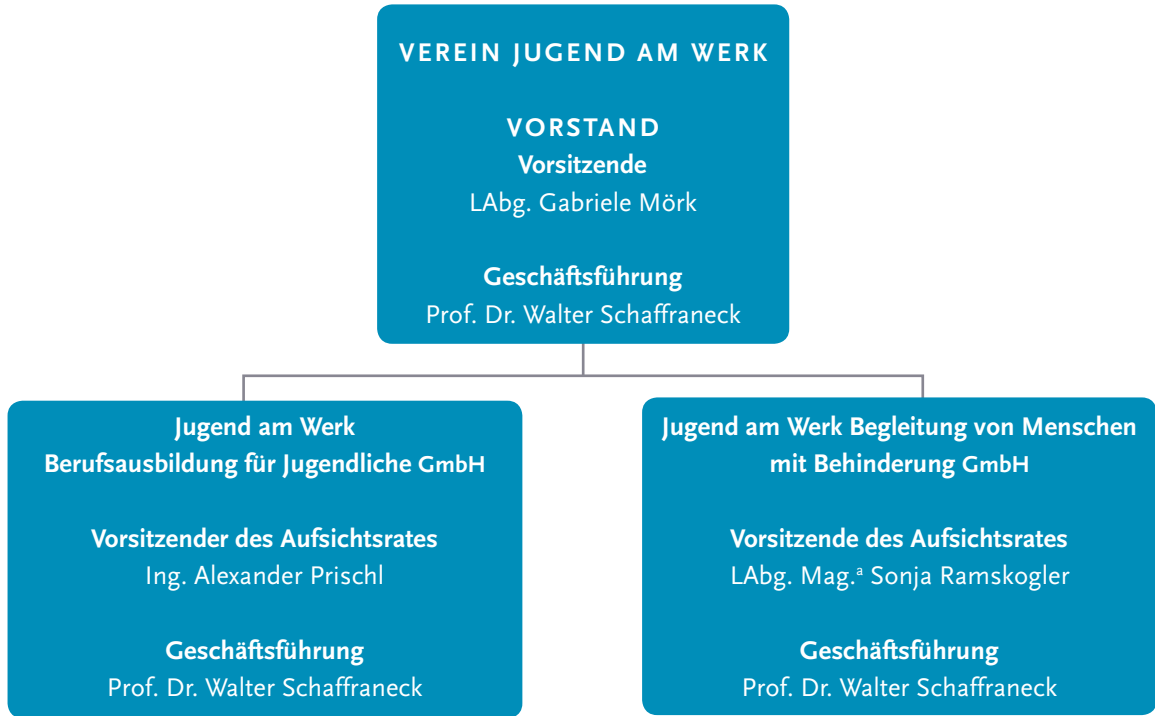 VEREIN JUGEND AM WERK
VORSTAND
Vorsitzende
LAbg. Gabriele Mörk
Geschäftsführung
Prof. Dr. Walter Schaffraneck
Jugend am Werk
Berufsausbildung für Jugendliche GmbH
Vorsitzender des Aufsichtsrates
Ing. Alexander Prischl
Geschäftsführung
Prof. Dr. Walter Schaffraneck
Jugend am Werk Begleitung von Menschen
mit Behinderung GmbH
Vorsitzende des Aufsichtsrates
LAbg. Mag.ª Sonja Ramskogler
Geschäftsführung
Prof. Dr. Walter Schaffraneck